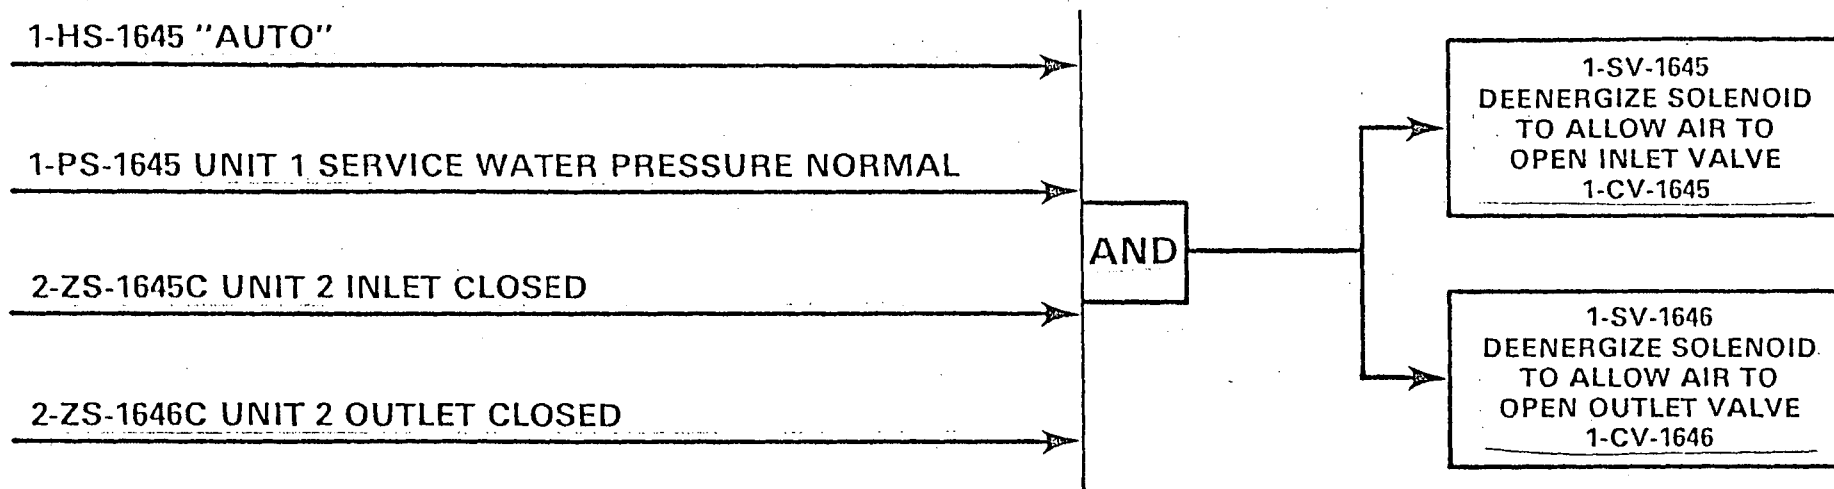 1-HS-1645 "AUTO"
1-PS-1645 UNIT 1 SERVICE WATER PRESSURE NORMAL
2-ZS-1645C UNIT 2 INLET CLOSED
2-ZS-1646C UNIT 2 OUTLET CLOSED
AND
1-SV-1645
DEENERGIZE SOLENOID
TO ALLOW AIR TO
OPEN INLET VALVE
1-CV-1645
1-SV-1646
DEENERGIZE SOLENOID
TO ALLOW AIR TO
OPEN OUTLET VALVE
1-CV-1646